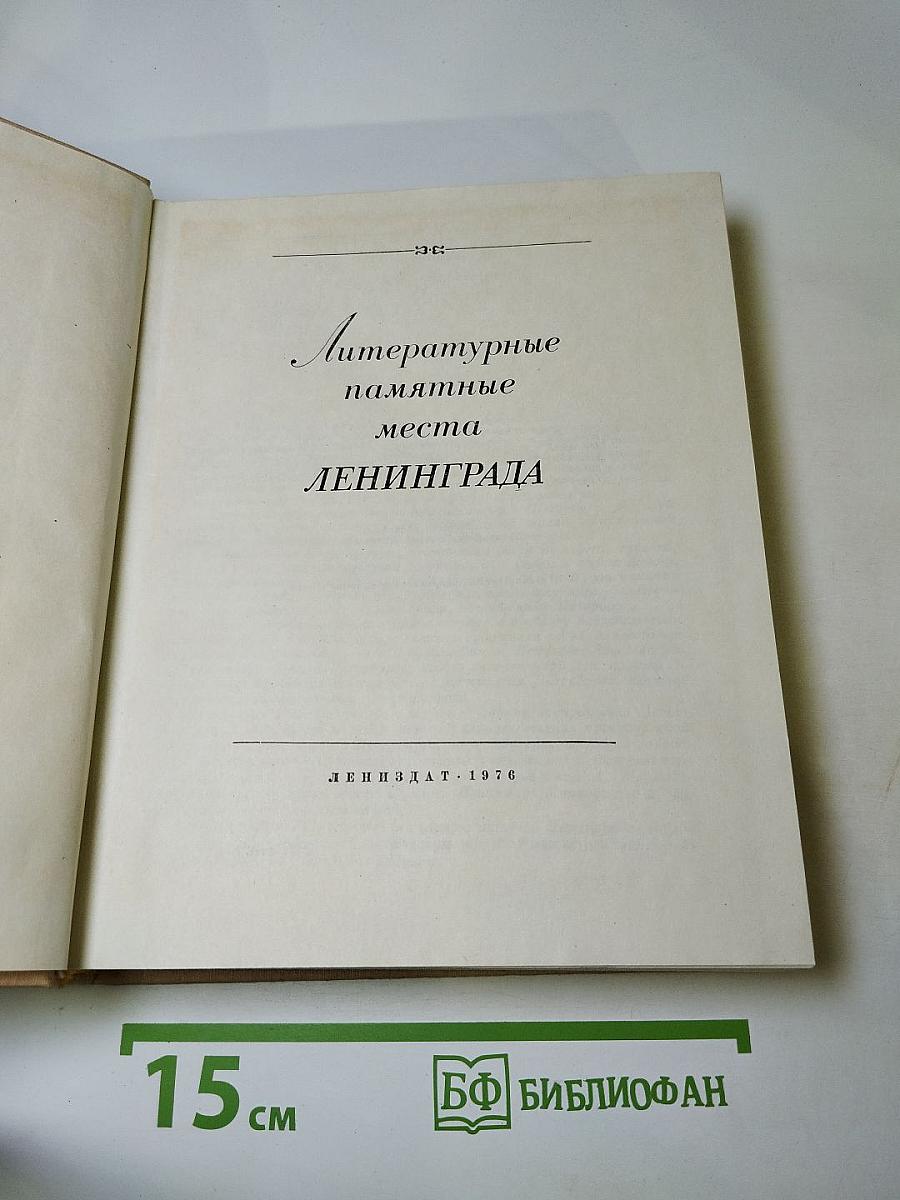 Литературные
памятные
места
ЛЕНИНГРАДА
ЛЕНИЗДАТ · 1976
15 см
БФ БИБЛИОФАН